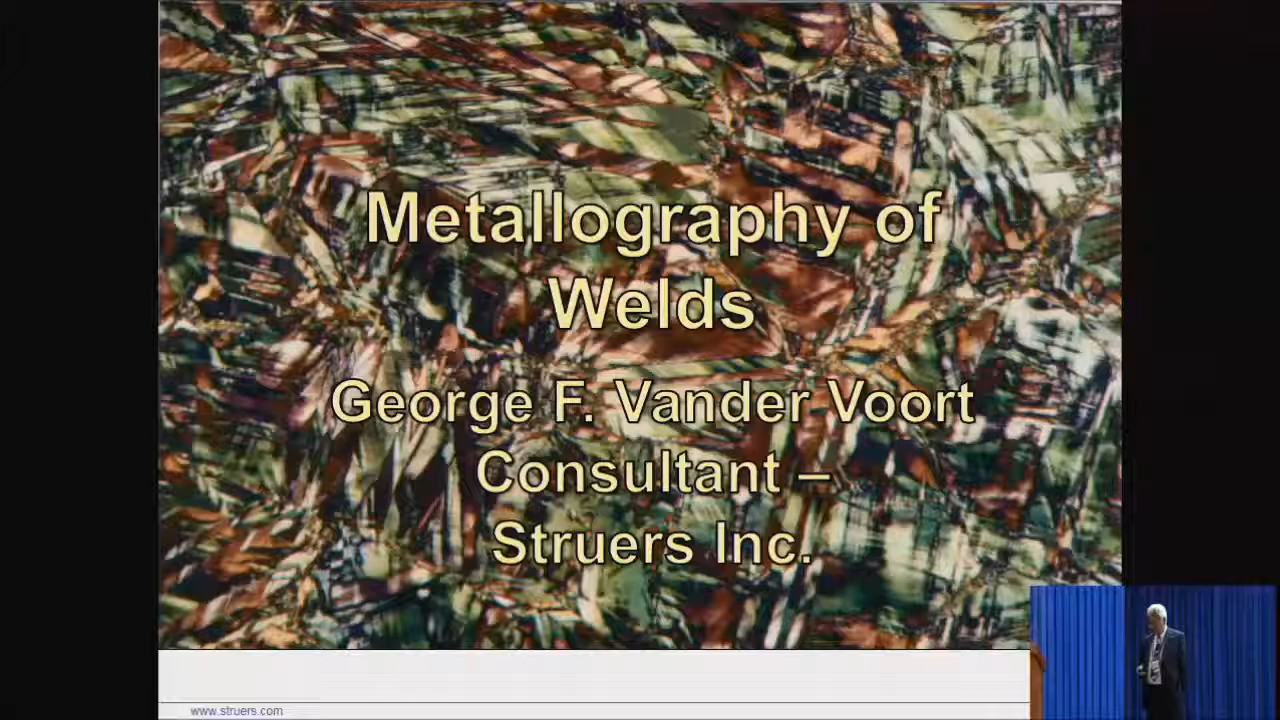 Metallography of
Welds
George F. Vander Voort
Consultant –
Struers Inc.
www.struers.com